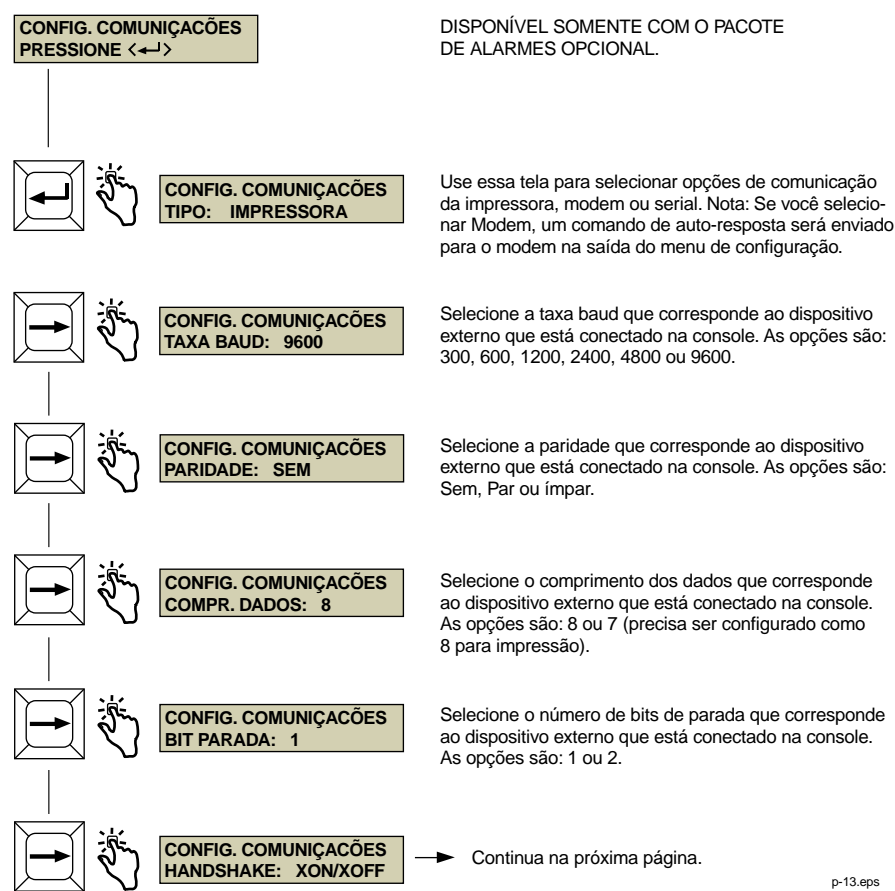 CONFIG. COMUNIÇACÕES
PRESSIONE <↵>
DISPONÍVEL SOMENTE COM O PACOTE
DE ALARMES OPCIONAL.
CONFIG. COMUNIÇACÕES
TIPO: IMPRESSORA
Use essa tela para selecionar opções de comunicação
da impressora, modem ou serial. Nota: Se você selecio-
nar Modem, um comando de auto-resposta será enviado
para o modem na saída do menu de configuração.
CONFIG. COMUNIÇACÕES
TAXA BAUD: 9600
Selecione a taxa baud que corresponde ao dispositivo
externo que está conectado na console. As opções são:
300, 600, 1200, 2400, 4800 ou 9600.
CONFIG. COMUNIÇACÕES
PARIDADE: SEM
Selecione a paridade que corresponde ao dispositivo
externo que está conectado na console. As opções são:
Sem, Par ou ímpar.
CONFIG. COMUNIÇACÕES
COMPR. DADOS: 8
Selecione o comprimento dos dados que corresponde
ao dispositivo externo que está conectado na console.
As opções são: 8 ou 7 (precisa ser configurado como
8 para impressão).
CONFIG. COMUNIÇACÕES
BIT PARADA: 1
Selecione o número de bits de parada que corresponde
ao dispositivo externo que está conectado na console.
As opções são: 1 ou 2.
CONFIG. COMUNIÇACÕES
HANDSHAKE: XON/XOFF
Continua na próxima página.
p-13.eps